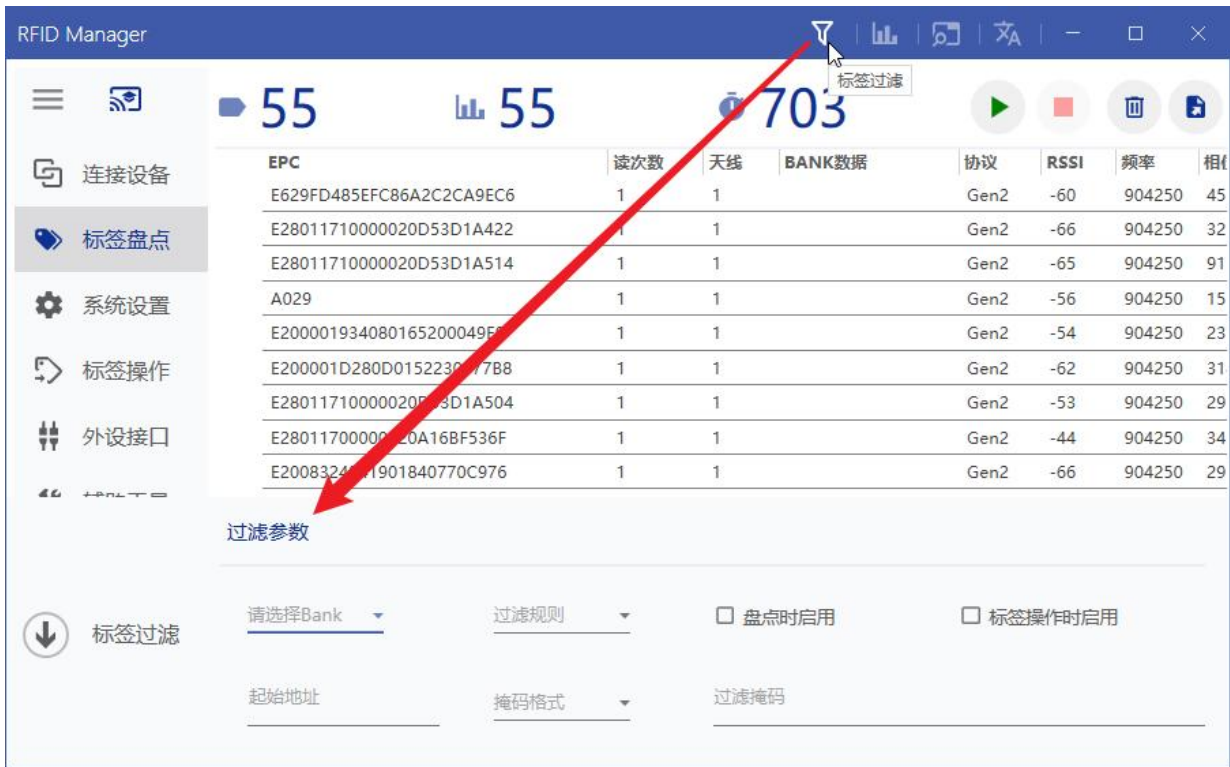 RFID Manager
标签过滤
55 55 703
EPC 读次数 天线 BANK数据 协议 RSSI 频率
E629FD485EFC86A2C2CA9EC6 1 1 Gen2 -60 904250 45
E28011710000020D53D1A422 1 Gen2 -66 904250 32
E28011710000020D53D1A514 1 1 Gen2 -65 904250 91
A029 1 1 Gen2 -56 904250 15
1 1 Gen2 -54 904250 23
1 1 Gen2 -62 904250 31
1 1 Gen2 -53 904250 29
1 1 Gen2 -44 904250 34
1 1 Gen2 -66 904250 29
连接设备
标签盘点
系统设置
标签操作
外设接口
过滤参数
标签过滤
请选择Bank 过滤规则 盘点时启用 标签操作时启用
起始地址 掩码格式 过滤掩码